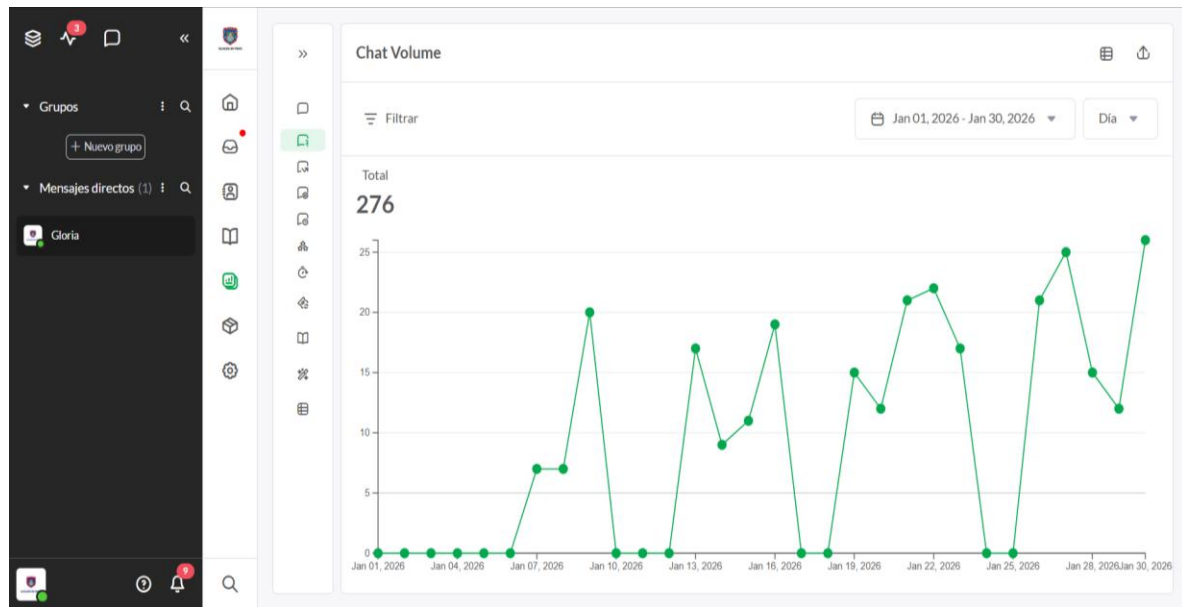 3
Grupos
+ Nuevo grupo
Mensajes directos (1)
Gloria
9
Chat Volume
Filtrar
Jan 01, 2026 - Jan 30, 2026
Día
Total
276
25
20
15
10
5
0
Jan 01, 2026 Jan 04, 2026 Jan 07, 2026 Jan 10, 2026 Jan 13, 2026 Jan 16, 2026 Jan 19, 2026 Jan 22, 2026 Jan 25, 2026 Jan 28, 2026 Jan 30, 2026